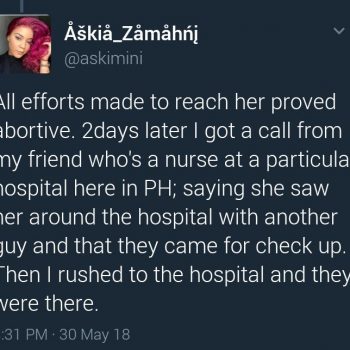 Åškiå_Zåmåhńį
@askimini
All efforts made to reach her proved
abortive. 2days later I got a call from
my friend who's a nurse at a particula
hospital here in PH; saying she saw
her around the hospital with another
guy and that they came for check up.
Then I rushed to the hospital and they
were there.
:31 PM · 30 May 18